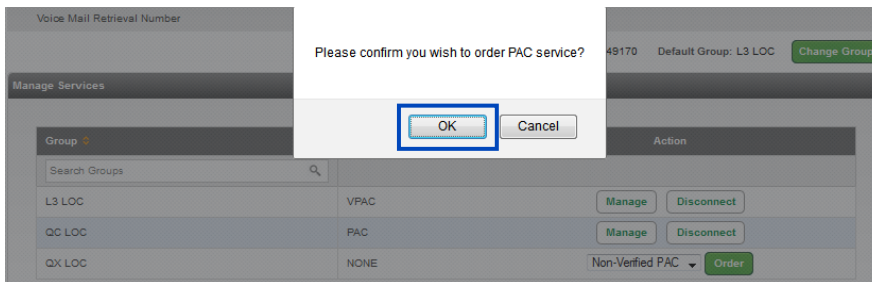 Voice Mail Retrieval Number
Please confirm you wish to order PAC service?
49170 Default Group: L3 LOC Change Group
Manage Services
OK Cancel
Group Action
Search Groups
L3 LOC VPAC Manage Disconnect
QC LOC PAC Manage Disconnect
QX LOC NONE Non-Verified PAC Order